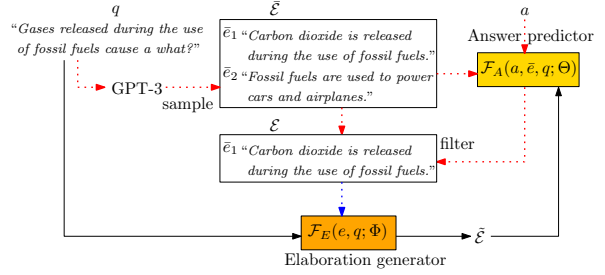 q
“Gases released during the use
of fossil fuels cause a what?”
GPT-3
sample
Ē
ē1 “Carbon dioxide is released
during the use of fossil fuels.”
ē2 “Fossil fuels are used to power
cars and airplanes.”
a
Answer predictor
F_A(a, ē, q; Θ)
filter
E
ē1 “Carbon dioxide is released
during the use of fossil fuels.”
F_E(e, q; Φ)
Elaboration generator
Ẽ